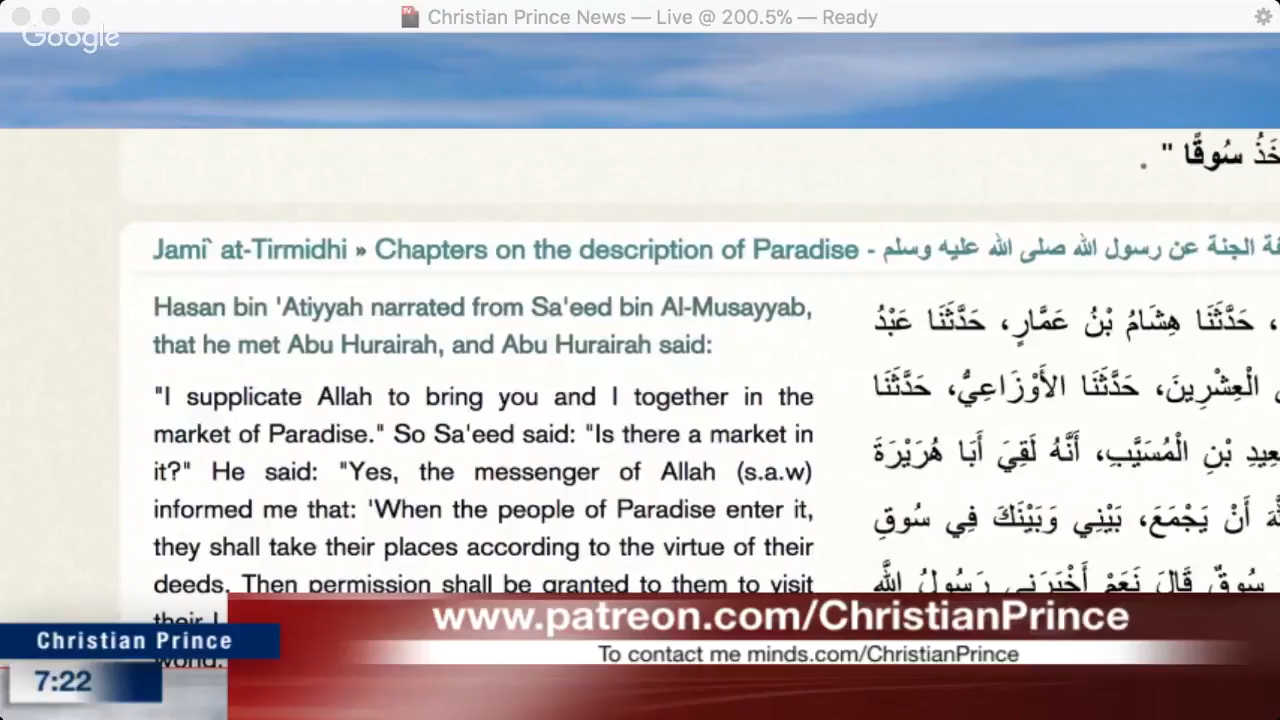 Christian Prince News — Live @ 200.5% — Ready
Google
خَذُ سُوقًا " .
Jami` at-Tirmidhi » Chapters on the description of Paradise - فة الجنة عن رسول الله صلى الله عليه وسلم
Hasan bin 'Atiyyah narrated from Sa'eed bin Al-Musayyab,
that he met Abu Hurairah, and Abu Hurairah said:
"I supplicate Allah to bring you and I together in the
market of Paradise." So Sa'eed said: "Is there a market in
it?" He said: "Yes, the messenger of Allah (s.a.w)
informed me that: 'When the people of Paradise enter it,
they shall take their places according to the virtue of their
deeds. Then permission shall be granted to them to visit
their
world.
، حَدَّثَنَا هِشَامُ بْنُ عَمَّارٍ، حَدَّثَنَا عَبْدُ
الْعِشْرِينَ، حَدَّثَنَا الأَوْزَاعِيُّ، حَدَّثَنَا
عِيدِ بْنِ الْمُسَيَّبِ، أَنَّهُ لَقِيَ أَبَا هُرَيْرَةَ
أَنْ يَجْمَعَ، بَيْنِي وَبَيْنَكَ فِي سُوقِ
سُوقٌ قَالَ نَعَمْ أَخْبَرَنِي رَسُولُ اللَّهِ
www.patreon.com/ChristianPrince
To contact me minds.com/ChristianPrince
Christian Prince
7:22